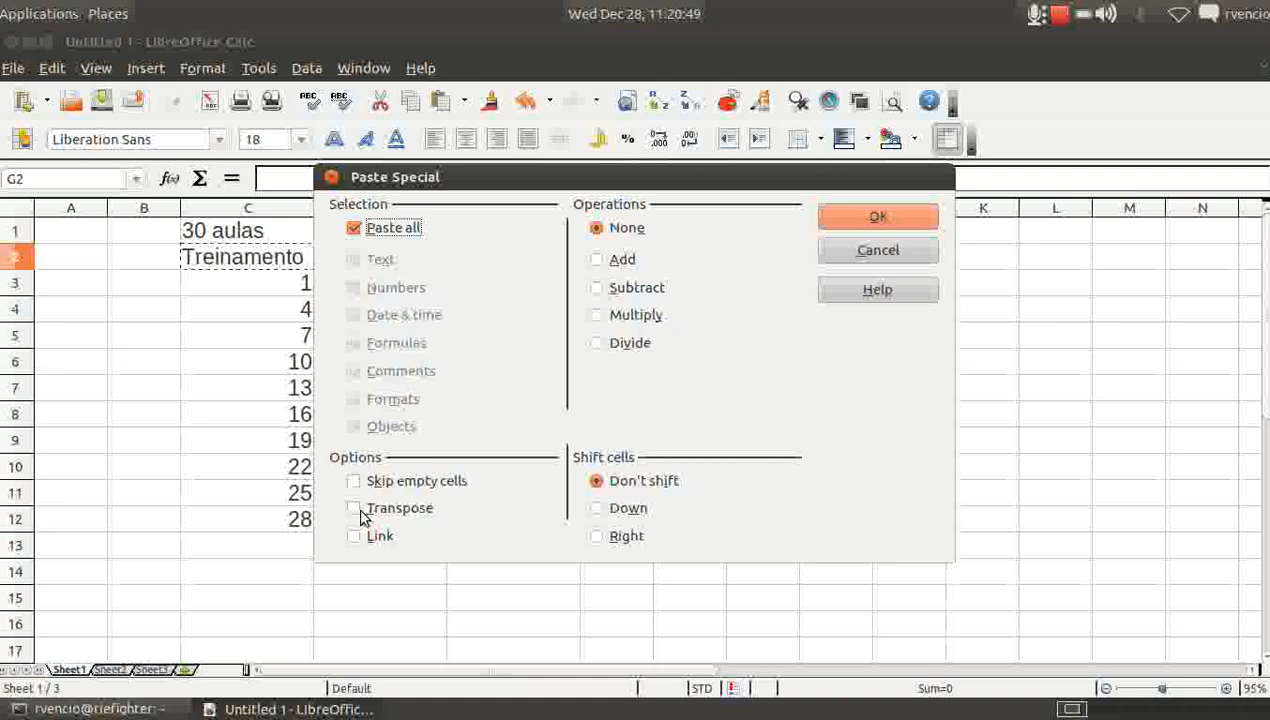 Applications Places Wed Dec 28, 11:20:49 rvencio
Untitled 1 - LibreOffice Calc
File Edit View Insert Format Tools Data Window Help
Liberation Sans 18
G2
Paste Special
A B C K L M N
Selection Operations
1 30 aulas
Paste all None OK
2 Treinamento
Text Add Cancel
3 1
Numbers Subtract Help
4 4
Date & time Multiply
5 7
Formulas Divide
6 10
Comments
7 13
Formats
8 16
Objects
9 19
Options Shift cells
10 22
Skip empty cells Don't shift
11 25
Transpose Down
12 28
Link Right
13
14
15
16
17
Sheet1 Sheet2 Sheet3
Sheet 1 / 3 Default STD Sum=0 95%
rvencio@tiefighter: ~ Untitled 1 - LibreOffic...